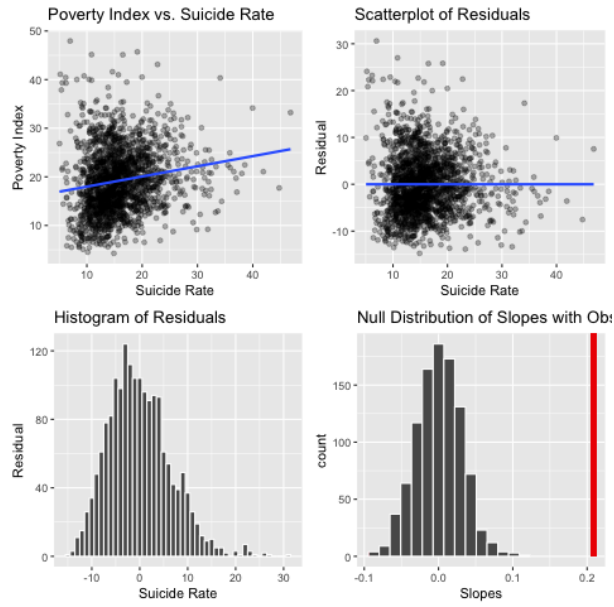 Poverty Index vs. Suicide Rate
Poverty Index
50
40
30
20
10
10
20
30
40
Suicide Rate
Scatterplot of Residuals
Residual
30
20
10
0
-10
10
20
30
40
Suicide Rate
Histogram of Residuals
Residual
120
80
40
0
-10
0
10
20
30
Suicide Rate
Null Distribution of Slopes with Obs
count
150
100
50
0
-0.1
0.0
0.1
0.2
Slopes